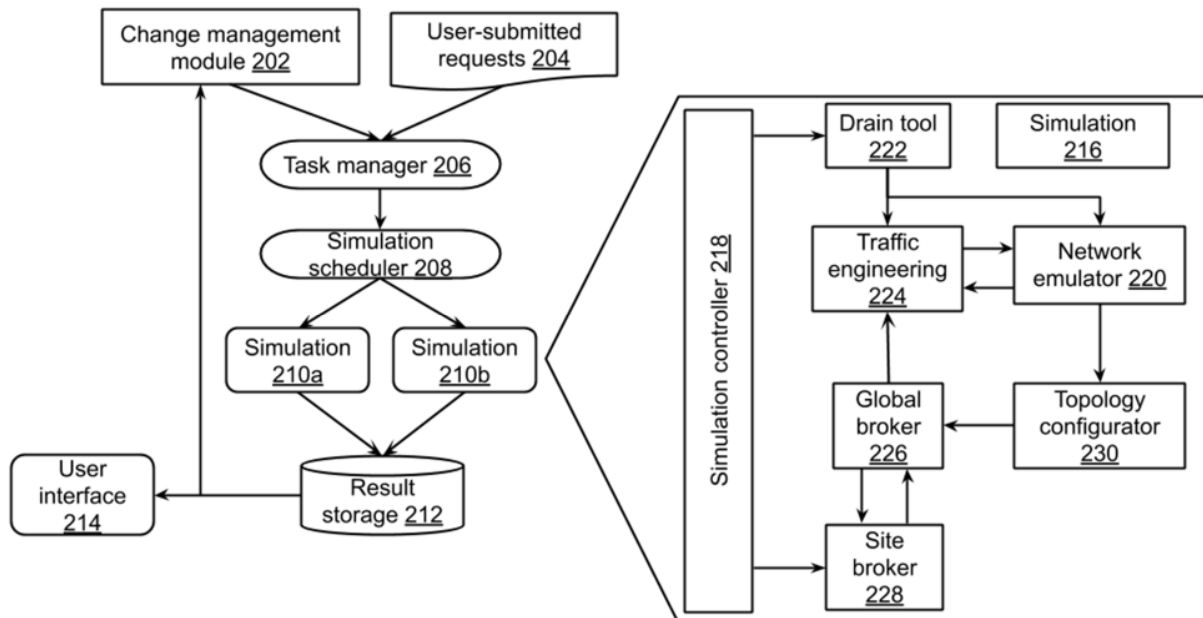 Change management
module 202
User-submitted
requests 204
Task manager 206
Simulation
scheduler 208
Simulation
210a
Simulation
210b
User
interface
214
Result
storage 212
Simulation controller 218
Drain tool
222
Simulation
216
Traffic
engineering
224
Network
emulator 220
Global
broker
226
Topology
configurator
230
Site
broker
228